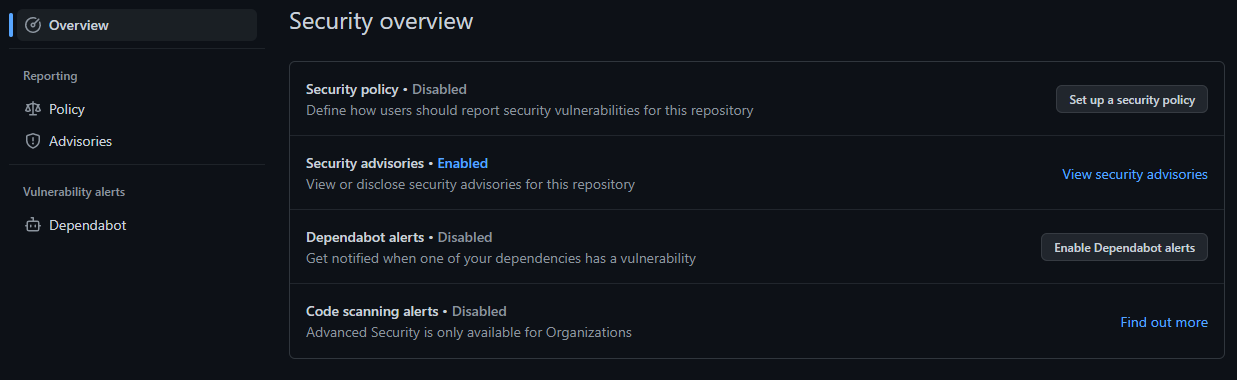 Overview
Reporting
Policy
Advisories
Vulnerability alerts
Dependabot
Security overview
Security policy • Disabled
Define how users should report security vulnerabilities for this repository
Set up a security policy
Security advisories • Enabled
View or disclose security advisories for this repository
View security advisories
Dependabot alerts • Disabled
Get notified when one of your dependencies has a vulnerability
Enable Dependabot alerts
Code scanning alerts • Disabled
Advanced Security is only available for Organizations
Find out more